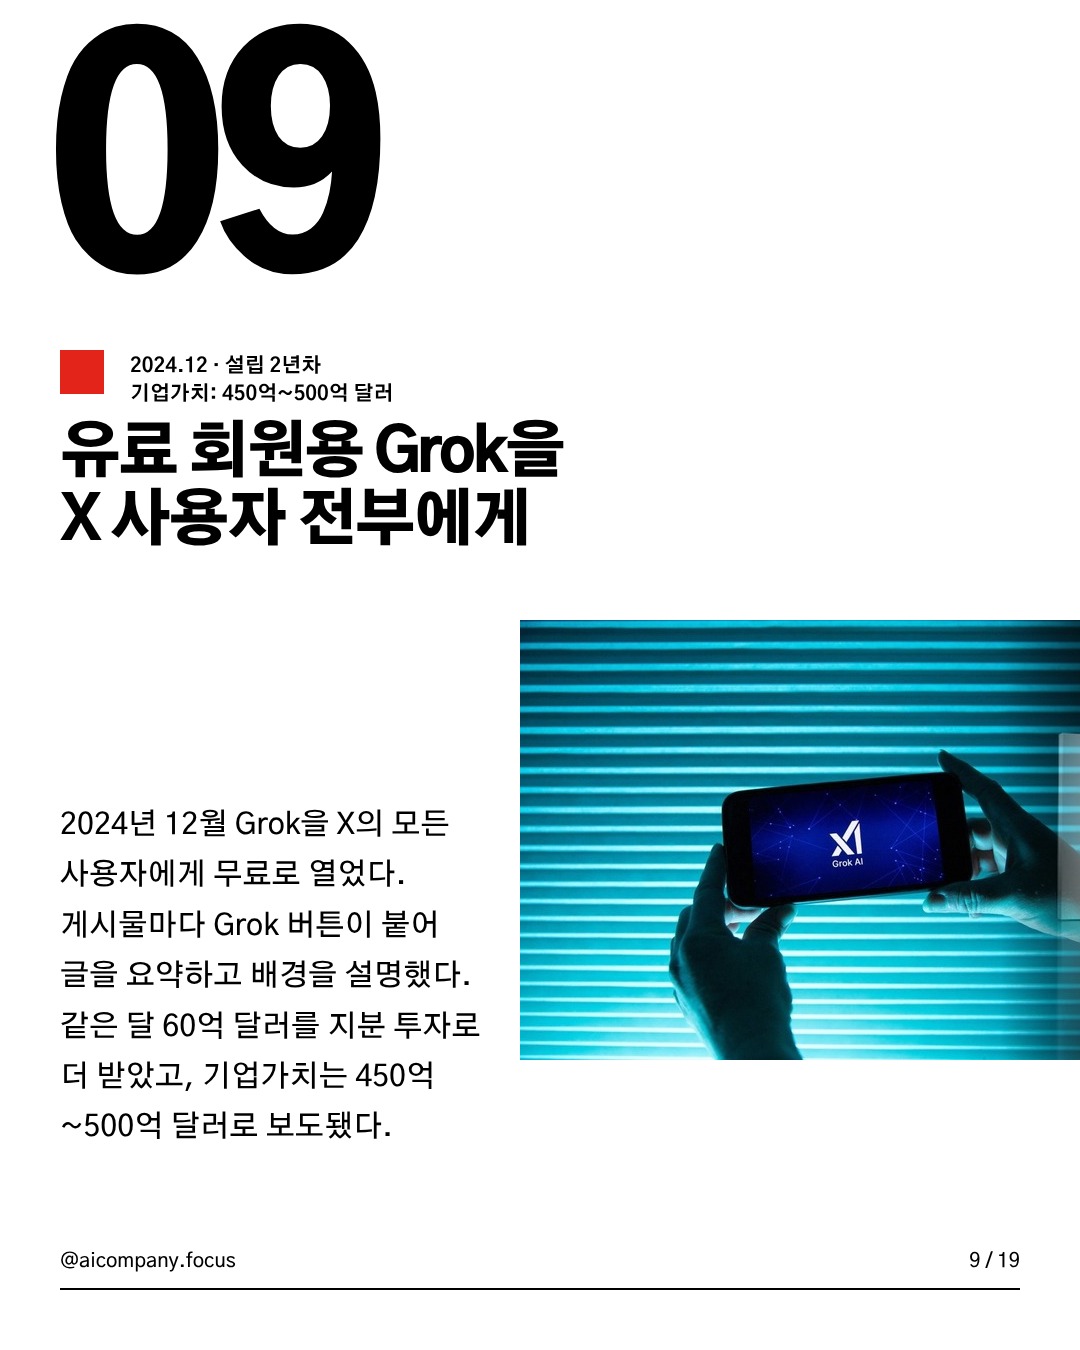 09
2024.12 · 설립 2년차
기업가치: 450억~500억 달러
유료 회원용 Grok을
X 사용자 전부에게
2024년 12월 Grok을 X의 모든
사용자에게 무료로 열었다.
게시물마다 Grok 버튼이 붙어
글을 요약하고 배경을 설명했다.
같은 달 60억 달러를 지분 투자로
더 받았고, 기업가치는 450억
~500억 달러로 보도됐다.
xI
Grok AI
@aicompany.focus
9 / 19